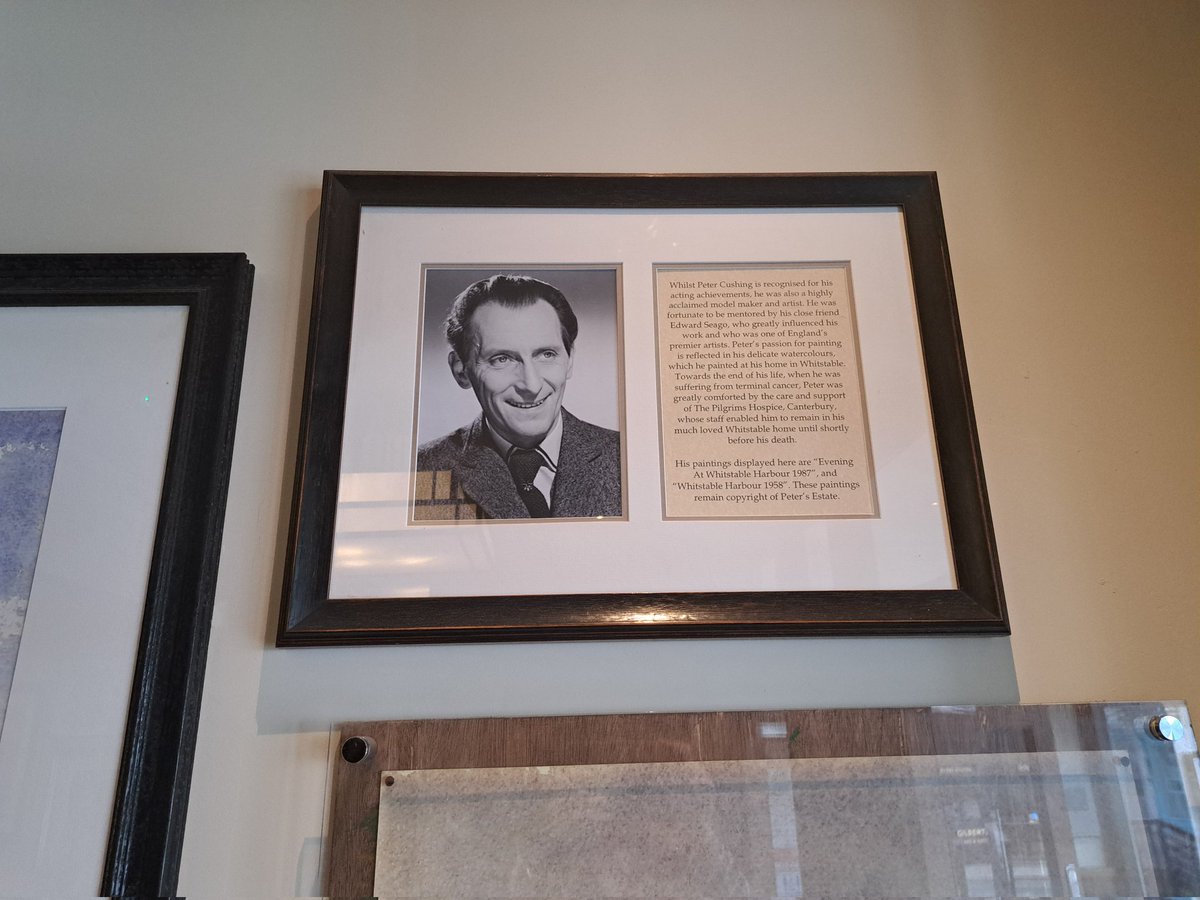 Whilst Peter Cushing is recognised for his
acting achievements, he was also a highly
acclaimed model maker and artist. He was
fortunate to be mentored by his close friend
Edward Seago, who greatly influenced his
work and who was one of England's
premier artists. Peter's passion for painting
is reflected in his delicate watercolours,
which he painted at his home in Whitstable.
Towards the end of his life, when he was
suffering from terminal cancer, Peter was
greatly comforted by the care and support
of The Pilgrims Hospice, Canterbury,
whose staff enabled him to remain in his
much loved Whitstable home until shortly
before his death.
His paintings displayed here are "Evening
At Whitstable Harbour 1987", and
"Whitstable Harbour 1958". These paintings
remain copyright of Peter's Estate.
GILBERT